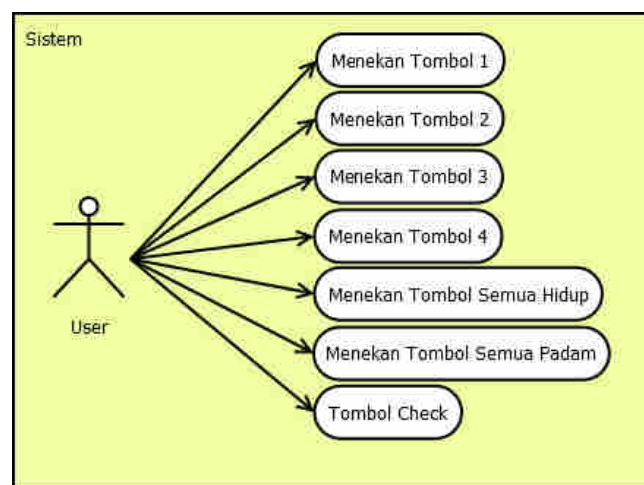 Sistem
Menekan Tombol 1
Menekan Tombol 2
Menekan Tombol 3
Menekan Tombol 4
Menekan Tombol Semua Hidup
User
Menekan Tombol Semua Padam
Tombol Check